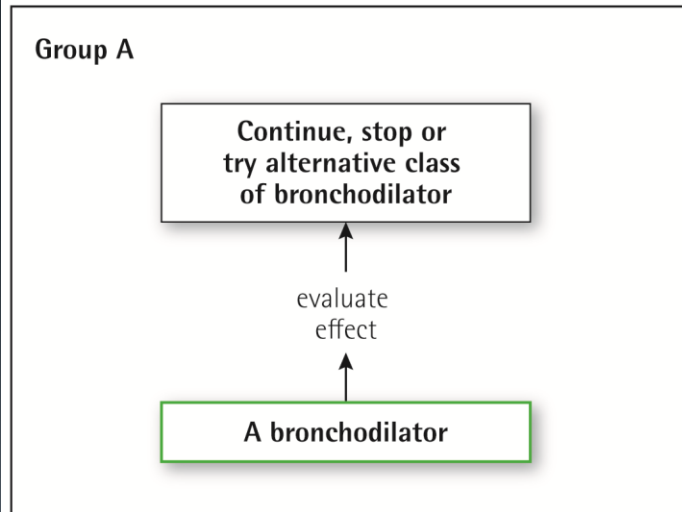 Group A
Continue, stop or
try alternative class
of bronchodilator
evaluate
effect
A bronchodilator